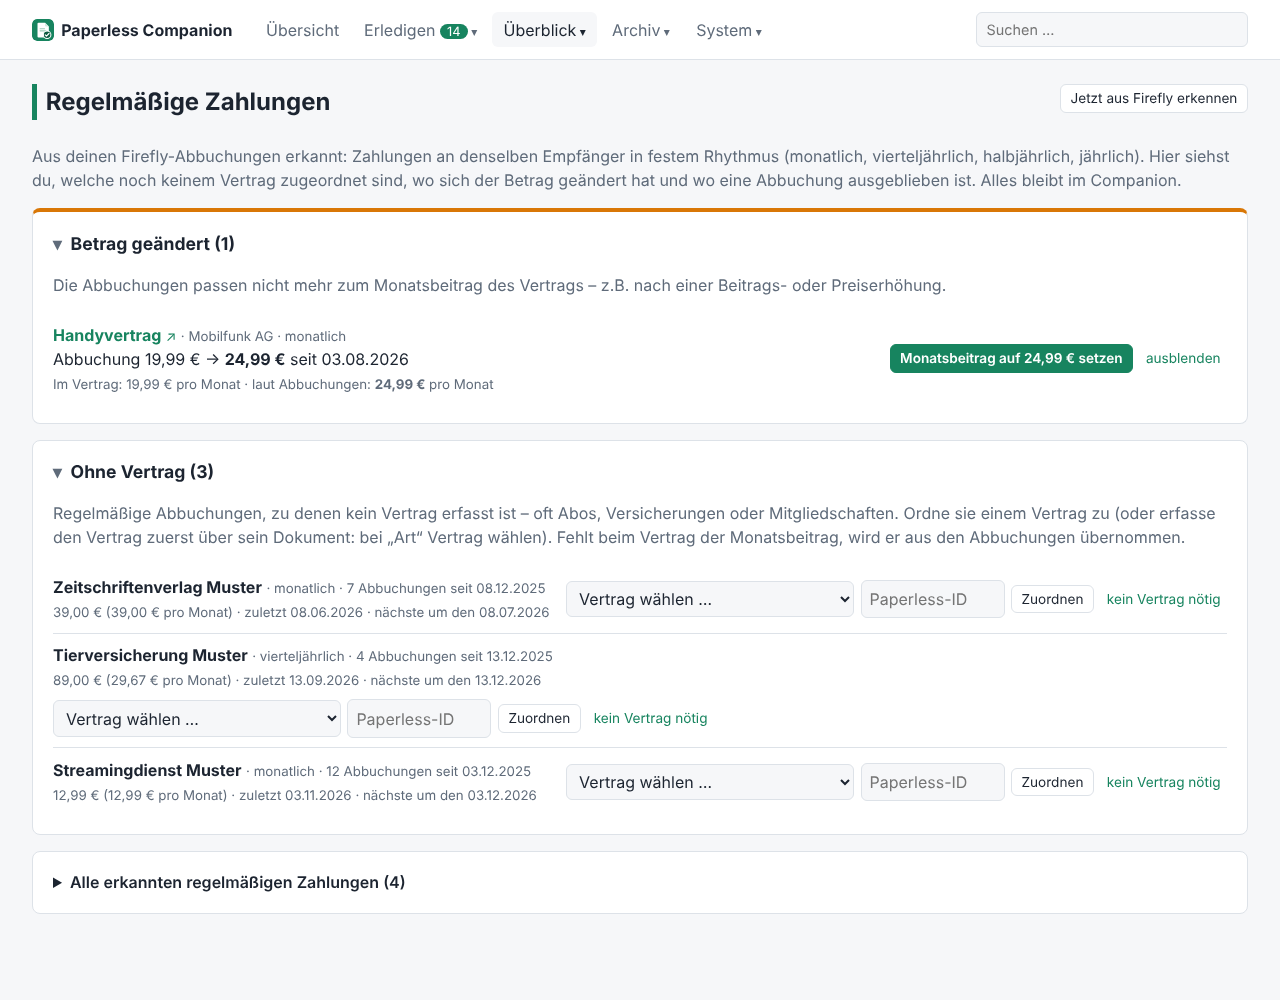 Paperless Companion Übersicht Erledigen 14 ▾ Überblick ▾ Archiv ▾ System ▾ Suchen ...
Regelmäßige Zahlungen Jetzt aus Firefly erkennen
Aus deinen Firefly-Abbuchungen erkannt: Zahlungen an denselben Empfänger in festem Rhythmus (monatlich, vierteljährlich, halbjährlich, jährlich). Hier siehst
du, welche noch keinem Vertrag zugeordnet sind, wo sich der Betrag geändert hat und wo eine Abbuchung ausgeblieben ist. Alles bleibt im Companion.
▾ Betrag geändert (1)
Die Abbuchungen passen nicht mehr zum Monatsbeitrag des Vertrags – z.B. nach einer Beitrags- oder Preiserhöhung.
Handyvertrag ↗ · Mobilfunk AG · monatlich
Abbuchung 19,99 € → 24,99 € seit 03.08.2026
Im Vertrag: 19,99 € pro Monat · laut Abbuchungen: 24,99 € pro Monat
Monatsbeitrag auf 24,99 € setzen ausblenden
▾ Ohne Vertrag (3)
Regelmäßige Abbuchungen, zu denen kein Vertrag erfasst ist – oft Abos, Versicherungen oder Mitgliedschaften. Ordne sie einem Vertrag zu (oder erfasse
den Vertrag zuerst über sein Dokument: bei „Art“ Vertrag wählen). Fehlt beim Vertrag der Monatsbeitrag, wird er aus den Abbuchungen übernommen.
Zeitschriftenverlag Muster · monatlich · 7 Abbuchungen seit 08.12.2025
39,00 € (39,00 € pro Monat) · zuletzt 08.06.2026 · nächste um den 08.07.2026
Vertrag wählen ... Paperless-ID Zuordnen kein Vertrag nötig
Tierversicherung Muster · vierteljährlich · 4 Abbuchungen seit 13.12.2025
89,00 € (29,67 € pro Monat) · zuletzt 13.09.2026 · nächste um den 13.12.2026
Vertrag wählen ... Paperless-ID Zuordnen kein Vertrag nötig
Streamingdienst Muster · monatlich · 12 Abbuchungen seit 03.12.2025
12,99 € (12,99 € pro Monat) · zuletzt 03.11.2026 · nächste um den 03.12.2026
Vertrag wählen ... Paperless-ID Zuordnen kein Vertrag nötig
▸ Alle erkannten regelmäßigen Zahlungen (4)